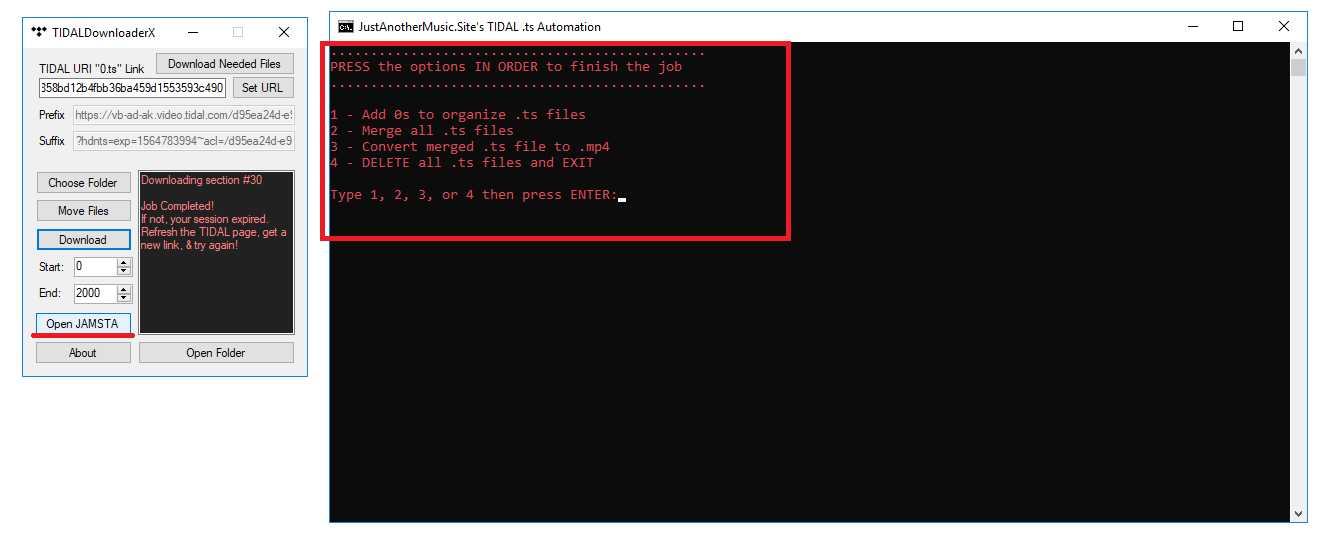 TIDALDownloaderX
TIDAL URI "0.ts" Link
Download Needed Files
358bd12b4fbb36ba459d1553593c490
Set URL
Prefix
https://vb-ad-ak.video.tidal.com/d95ea24d-e9
Suffix
?hdnts=exp=1564783994~acl=/d95ea24d-e9
Choose Folder
Move Files
Download
Start:
0
End:
2000
Open JAMSTA
About
Downloading section #30
Job Completed!
If not, your session expired.
Refresh the TIDAL page, get a
new link, & try again!
Open Folder
C:\.
JustAnotherMusic.Site's TIDAL .ts Automation
...............................................
PRESS the options IN ORDER to finish the job
...............................................
1 - Add 0s to organize .ts files
2 - Merge all .ts files
3 - Convert merged .ts file to .mp4
4 - DELETE all .ts files and EXIT
Type 1, 2, 3, or 4 then press ENTER: